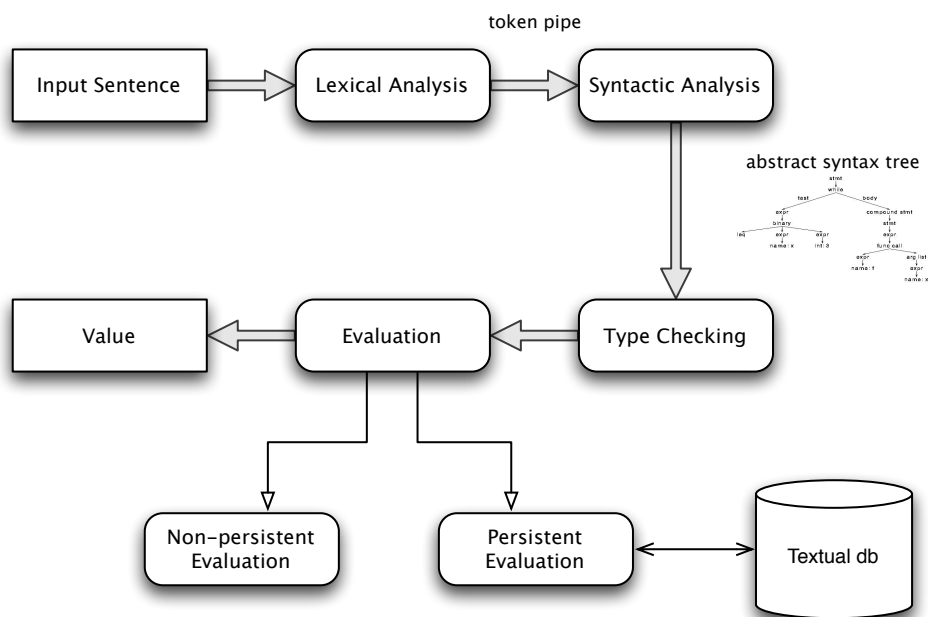 token pipe
Input Sentence
Lexical Analysis
Syntactic Analysis
abstract syntax tree
stmt
while
test
body
expr
compound stmt
binary
stmt
leq
expr
expr
expr
name: x
int: 3
func call
expr
arg list
name: f
expr
name: x
Value
Evaluation
Type Checking
Non-persistent
Evaluation
Persistent
Evaluation
Textual db